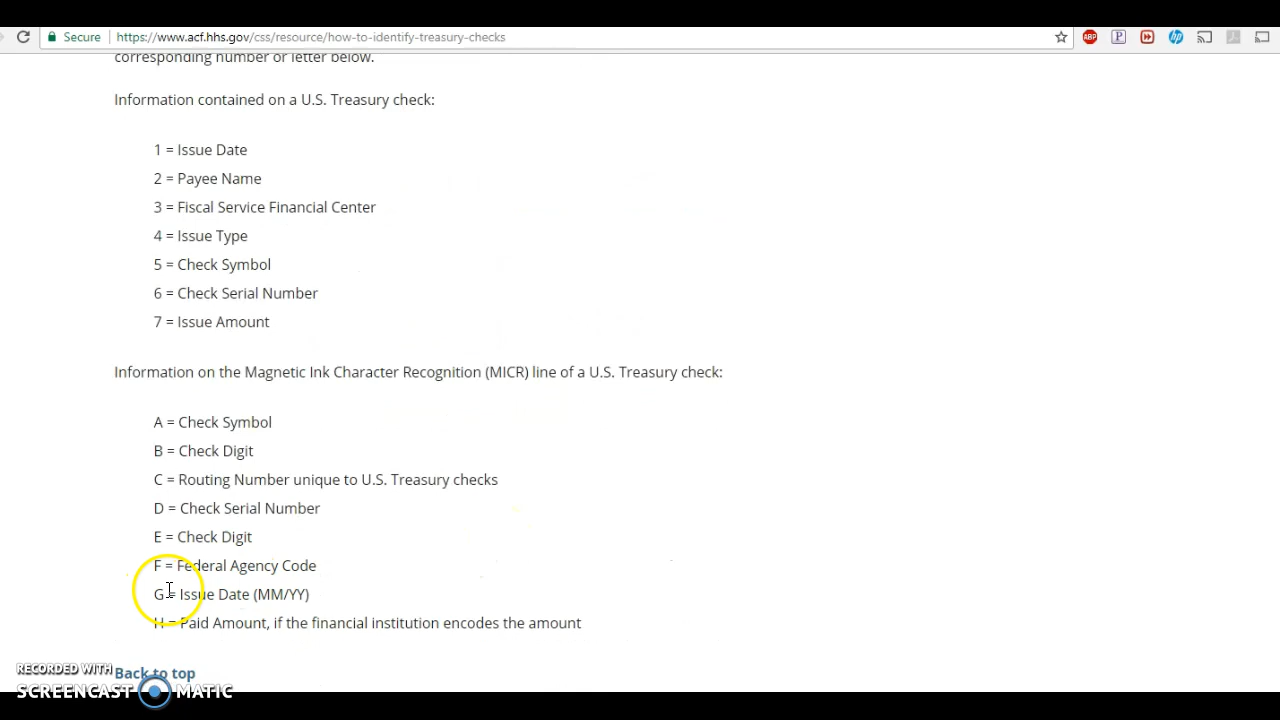 Secure https://www.acf.hhs.gov/css/resource/how-to-identify-treasury-checks
ABP P hp
corresponding number or letter below.
Information contained on a U.S. Treasury check:
1 = Issue Date
2 = Payee Name
3 = Fiscal Service Financial Center
4 = Issue Type
5 = Check Symbol
6 = Check Serial Number
7 = Issue Amount
Information on the Magnetic Ink Character Recognition (MICR) line of a U.S. Treasury check:
A = Check Symbol
B = Check Digit
C = Routing Number unique to U.S. Treasury checks
D = Check Serial Number
E = Check Digit
F = Federal Agency Code
G = Issue Date (MM/YY)
H = Paid Amount, if the financial institution encodes the amount
Back to top
RECORDED WITH
SCREENCAST MATIC